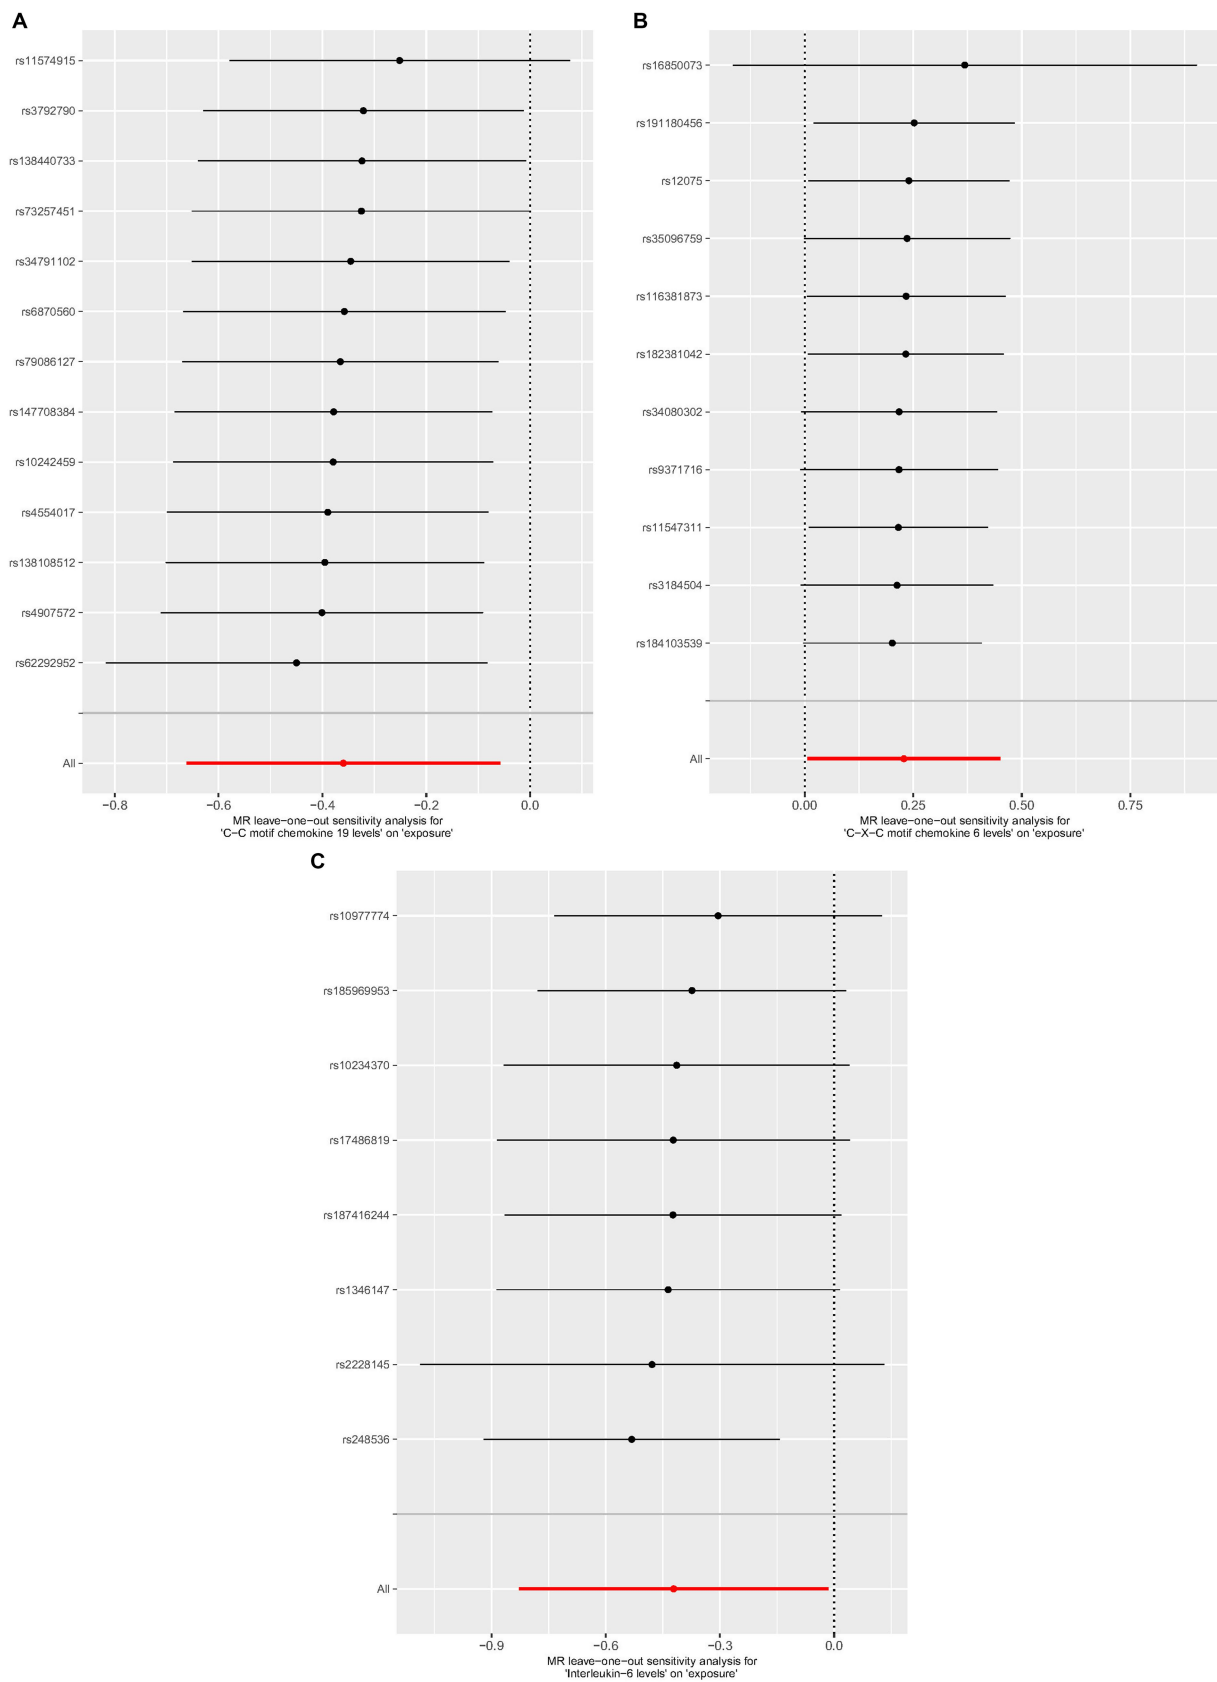 A
rs11574915
rs3792790
rs138440733
rs73257451
rs34791102
rs6870560
rs79086127
rs147708384
rs10242459
rs4554017
rs138108512
rs4907572
rs62292952
All
−0.8 −0.6 −0.4 −0.2 0.0
MR leave−one−out sensitivity analysis for
'C−C motif chemokine 19 levels' on 'exposure'
B
rs16850073
rs191180456
rs12075
rs35096759
rs116381873
rs182381042
rs34080302
rs9371716
rs11547311
rs3184504
rs184103539
All
0.00 0.25 0.50 0.75
MR leave−one−out sensitivity analysis for
'C−X−C motif chemokine 6 levels' on 'exposure'
C
rs10977774
rs185969953
rs10234370
rs17486819
rs187416244
rs1346147
rs2228145
rs248536
All
−0.9 −0.6 −0.3 0.0
MR leave−one−out sensitivity analysis for
'Interleukin−6 levels' on 'exposure'